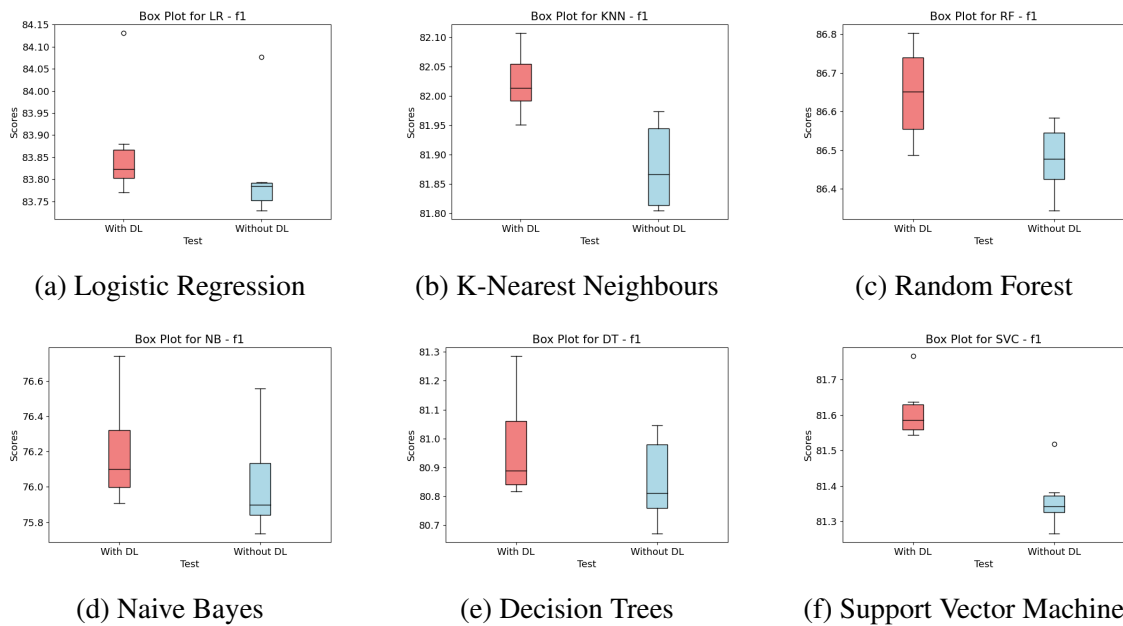 Box Plot for LR - f1
84.15
84.10
84.05
84.00
83.95
83.90
83.85
83.80
83.75
Scores
With DL
Without DL
Test
(a) Logistic Regression
Box Plot for KNN - f1
82.10
82.05
82.00
81.95
81.90
81.85
81.80
Scores
With DL
Without DL
Test
(b) K-Nearest Neighbours
Box Plot for RF - f1
86.8
86.7
86.6
86.5
86.4
Scores
With DL
Without DL
Test
(c) Random Forest
Box Plot for NB - f1
76.6
76.4
76.2
76.0
75.8
Scores
With DL
Without DL
Test
(d) Naive Bayes
Box Plot for DT - f1
81.3
81.2
81.1
81.0
80.9
80.8
80.7
Scores
With DL
Without DL
Test
(e) Decision Trees
Box Plot for SVC - f1
81.7
81.6
81.5
81.4
81.3
Scores
With DL
Without DL
Test
(f) Support Vector Machine